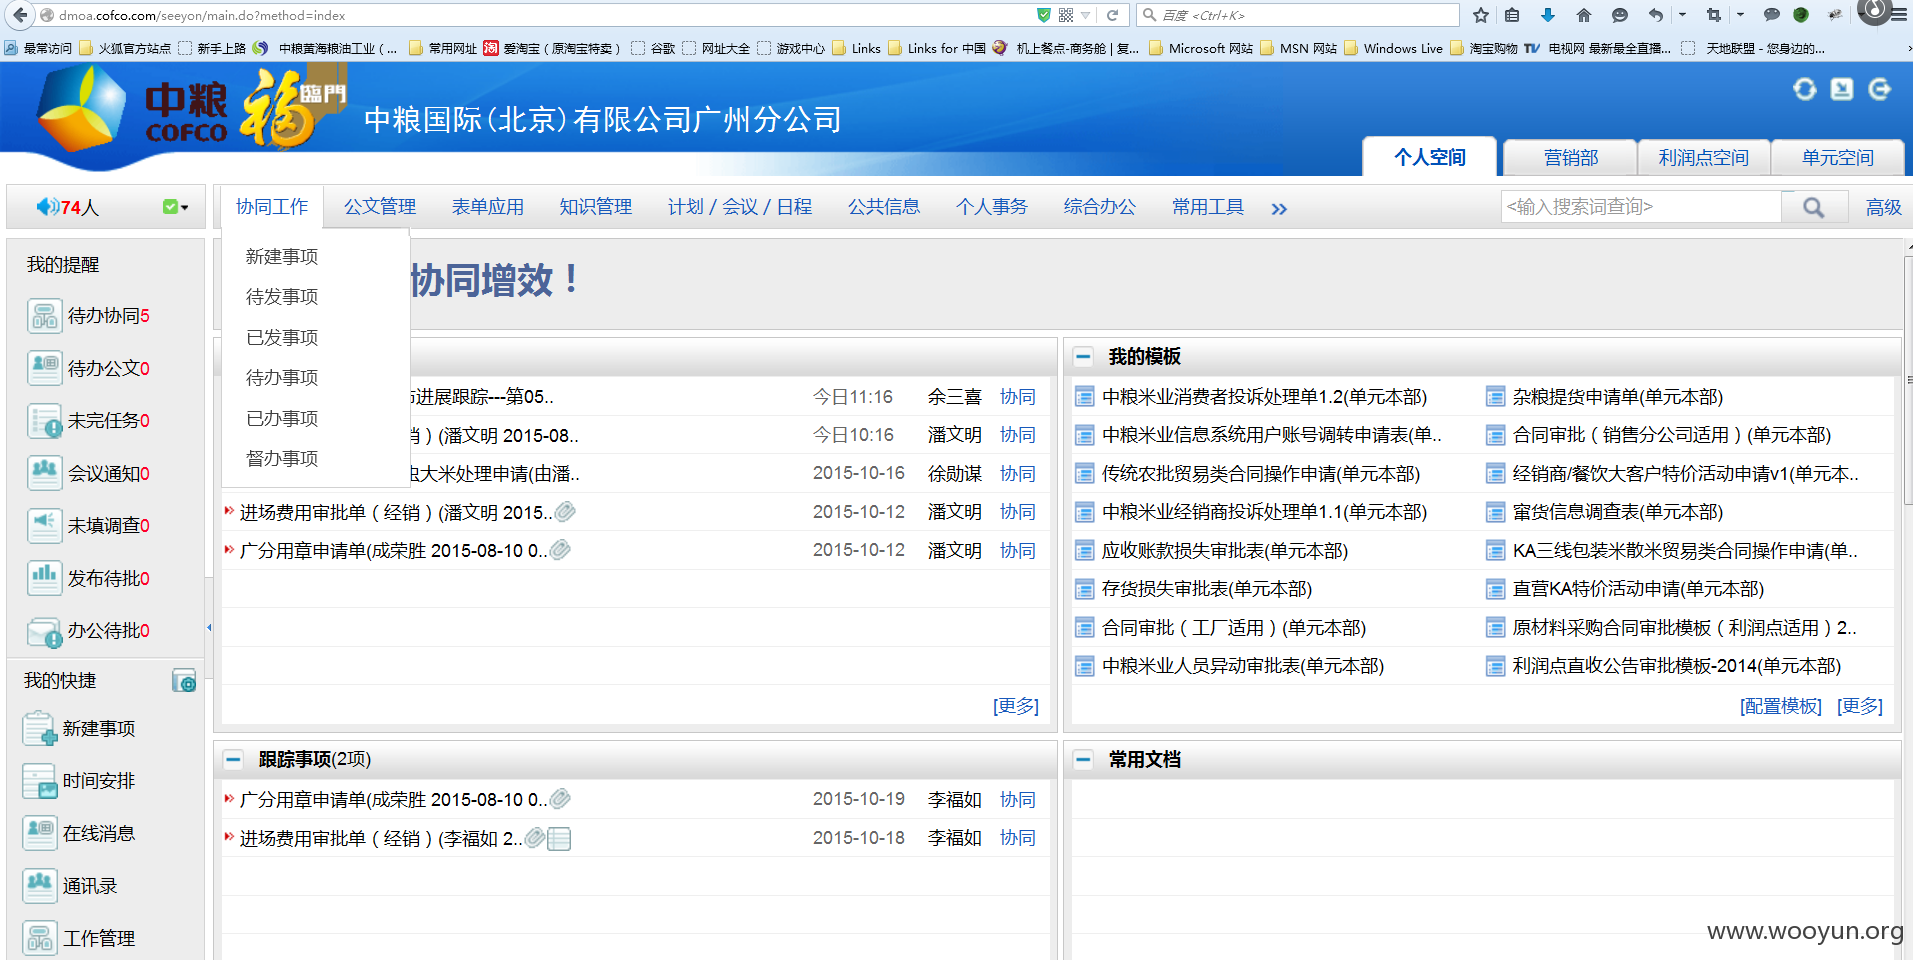 dmoa.cofco.com/seeyon/main.do?method=index
百度 <Ctrl+K>
最常访问 火狐官方站点 新手上路 中粮黄海粮油工业（... 常用网址 淘 爱淘宝（原淘宝特卖） 谷歌 网址大全 游戏中心 Links Links for 中国 机上餐点-商务舱 | 复... Microsoft 网站 MSN 网站 Windows Live 淘宝购物 TV 电视网 最新最全直播... 天地联盟 - 您身边的...
中粮
COFCO
福
臨門
中粮国际(北京)有限公司广州分公司
个人空间 营销部 利润点空间 单元空间
74人
协同工作 公文管理 表单应用 知识管理 计划 / 会议 / 日程 公共信息 个人事务 综合办公 常用工具 »
<输入搜索词查询>
高级
我的提醒
待办协同5
待办公文0
未完任务0
会议通知0
未填调查0
发布待批0
办公待批0
我的快捷
新建事项
时间安排
在线消息
通讯录
工作管理
新建事项
待发事项
已发事项
待办事项
已办事项
督办事项
协同增效！
进展跟踪---第05.. 今日11:16 余三喜 协同
)(潘文明 2015-08.. 今日10:16 潘文明 协同
大米处理申请(由潘.. 2015-10-16 徐勋谋 协同
进场费用审批单（经销）(潘文明 2015.. 2015-10-12 潘文明 协同
广分用章申请单(成荣胜 2015-08-10 0.. 2015-10-12 潘文明 协同
[更多]
我的模板
中粮米业消费者投诉处理单1.2(单元本部) 杂粮提货申请单(单元本部)
中粮米业信息系统用户账号调转申请表(单.. 合同审批（销售分公司适用）(单元本部)
传统农批贸易类合同操作申请(单元本部) 经销商/餐饮大客户特价活动申请v1(单元本..
中粮米业经销商投诉处理单1.1(单元本部) 窜货信息调查表(单元本部)
应收账款损失审批表(单元本部) KA三线包装米散米贸易类合同操作申请(单..
存货损失审批表(单元本部) 直营KA特价活动申请(单元本部)
合同审批（工厂适用）(单元本部) 原材料采购合同审批模板（利润点适用）2..
中粮米业人员异动审批表(单元本部) 利润点直收公告审批模板-2014(单元本部)
[配置模板] [更多]
跟踪事项(2项)
广分用章申请单(成荣胜 2015-08-10 0.. 2015-10-19 李福如 协同
进场费用审批单（经销）(李福如 2.. 2015-10-18 李福如 协同
常用文档
www.wooyun.org